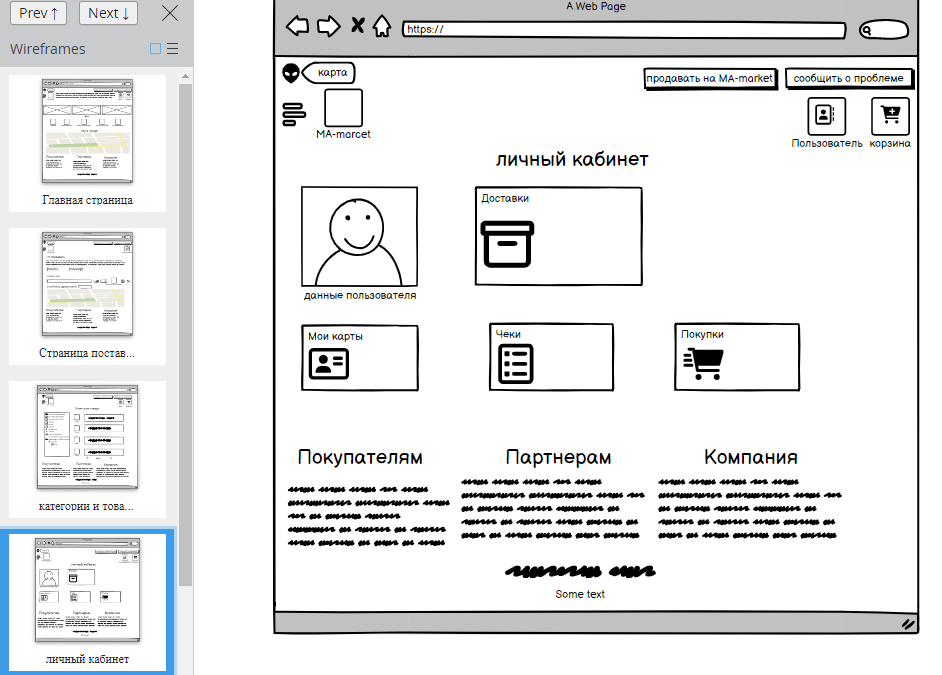 Prev ↑
Next ↓
Wireframes
Главная страница
Страница постав...
категории и това...
личный кабинет
A Web Page
https://
карта
продавать на MA-market
сообщить о проблеме
MA-marcet
Пользователь
корзина
личный кабинет
данные пользователя
Доставки
Мои карты
Чеки
Покупки
Покупателям
Партнерам
Компания
Some text